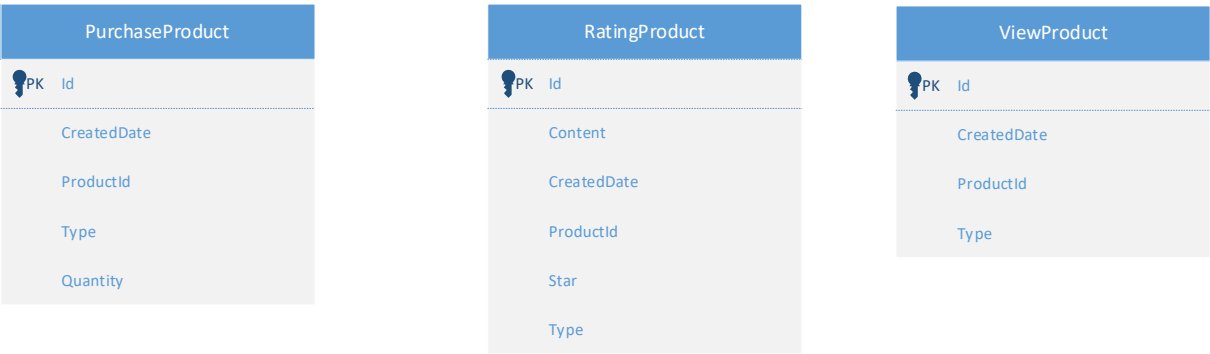 PurchaseProduct
PK Id
CreatedDate
ProductId
Type
Quantity
RatingProduct
PK Id
Content
CreatedDate
ProductId
Star
Type
ViewProduct
PK Id
CreatedDate
ProductId
Type